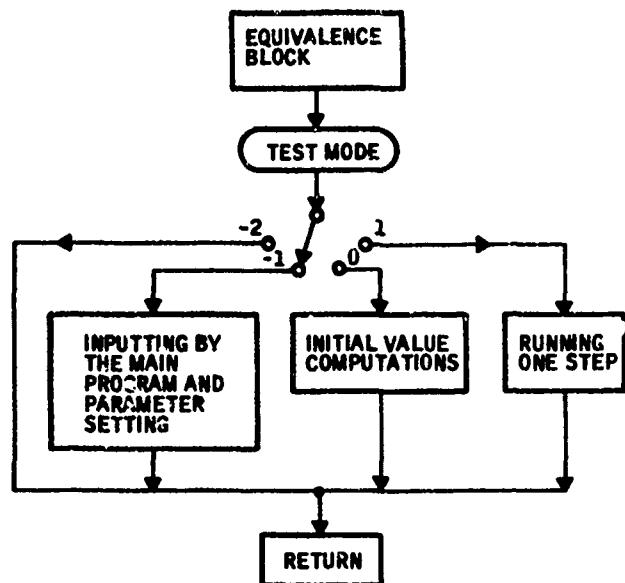 EQUIVALENCE
BLOCK
TEST MODE
-2
1
-1
0
INPUTTING BY
THE MAIN
PROGRAM AND
PARAMETER
SETTING
INITIAL VALUE
COMPUTATIONS
RUNNING
ONE STEP
RETURN